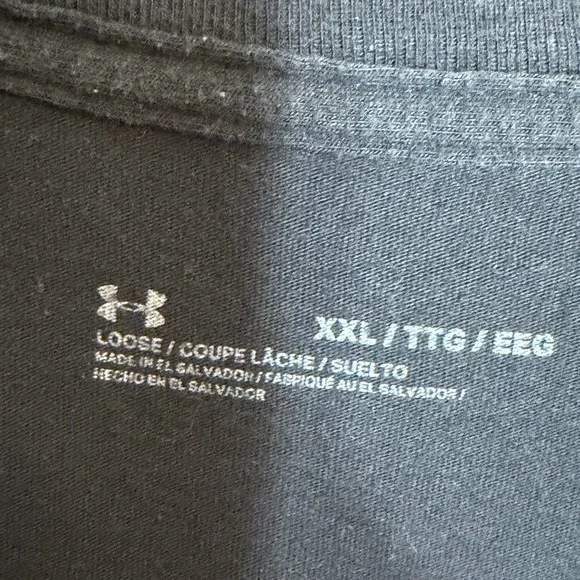 XXL / TTG / EEG
LOOSE / COUPE LÂCHE / SUELTO
MADE IN EL SALVADOR / FABRIQUÉ AU EL SALVADOR /
HECHO EN EL SALVADOR